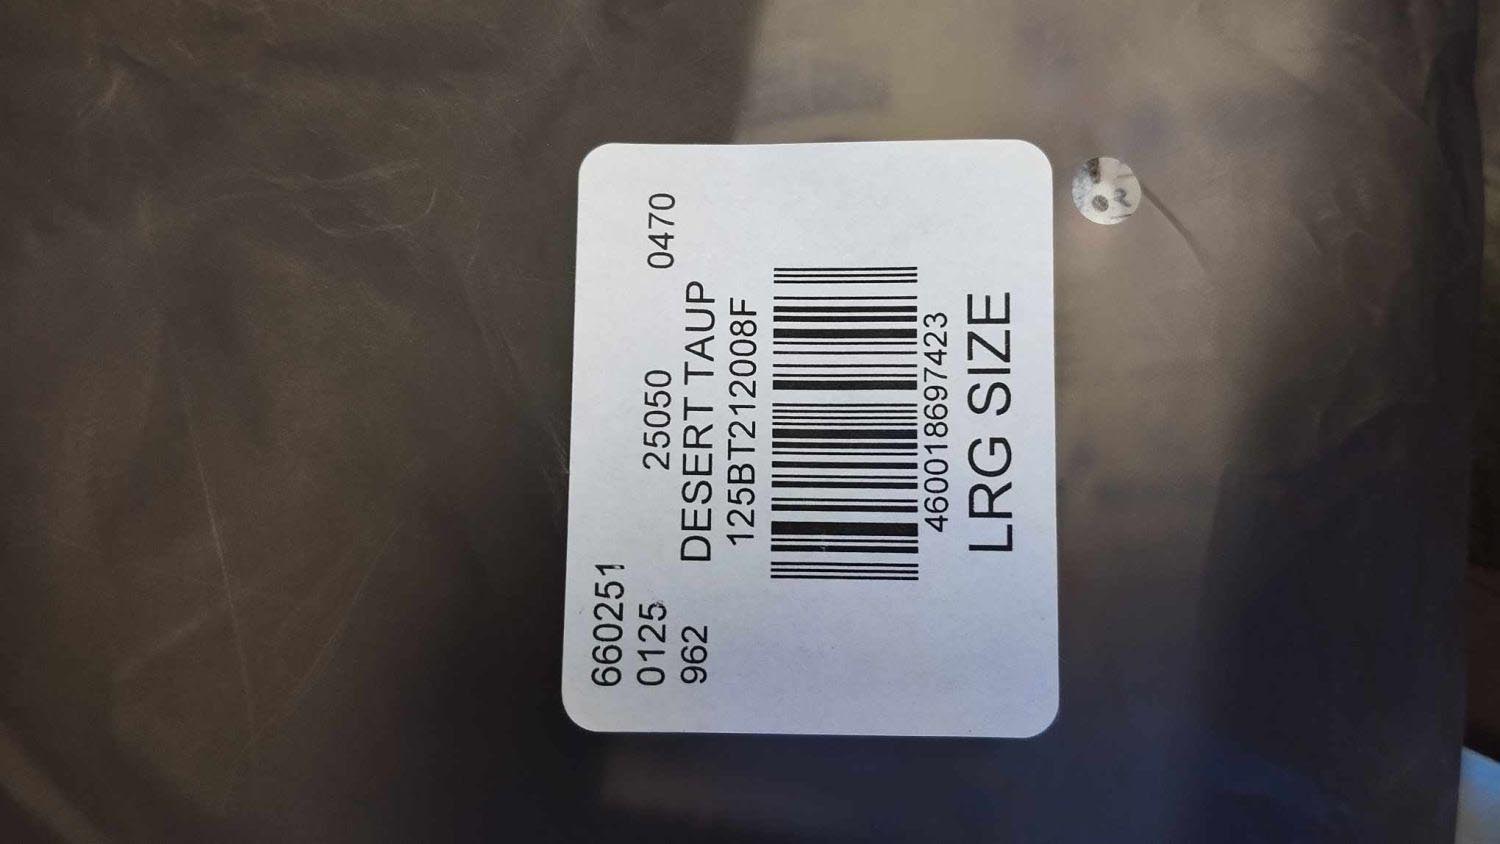 660251
0125 25050 0470
962 DESERT TAUP
125BT212008F
460018697423
LRG SIZE